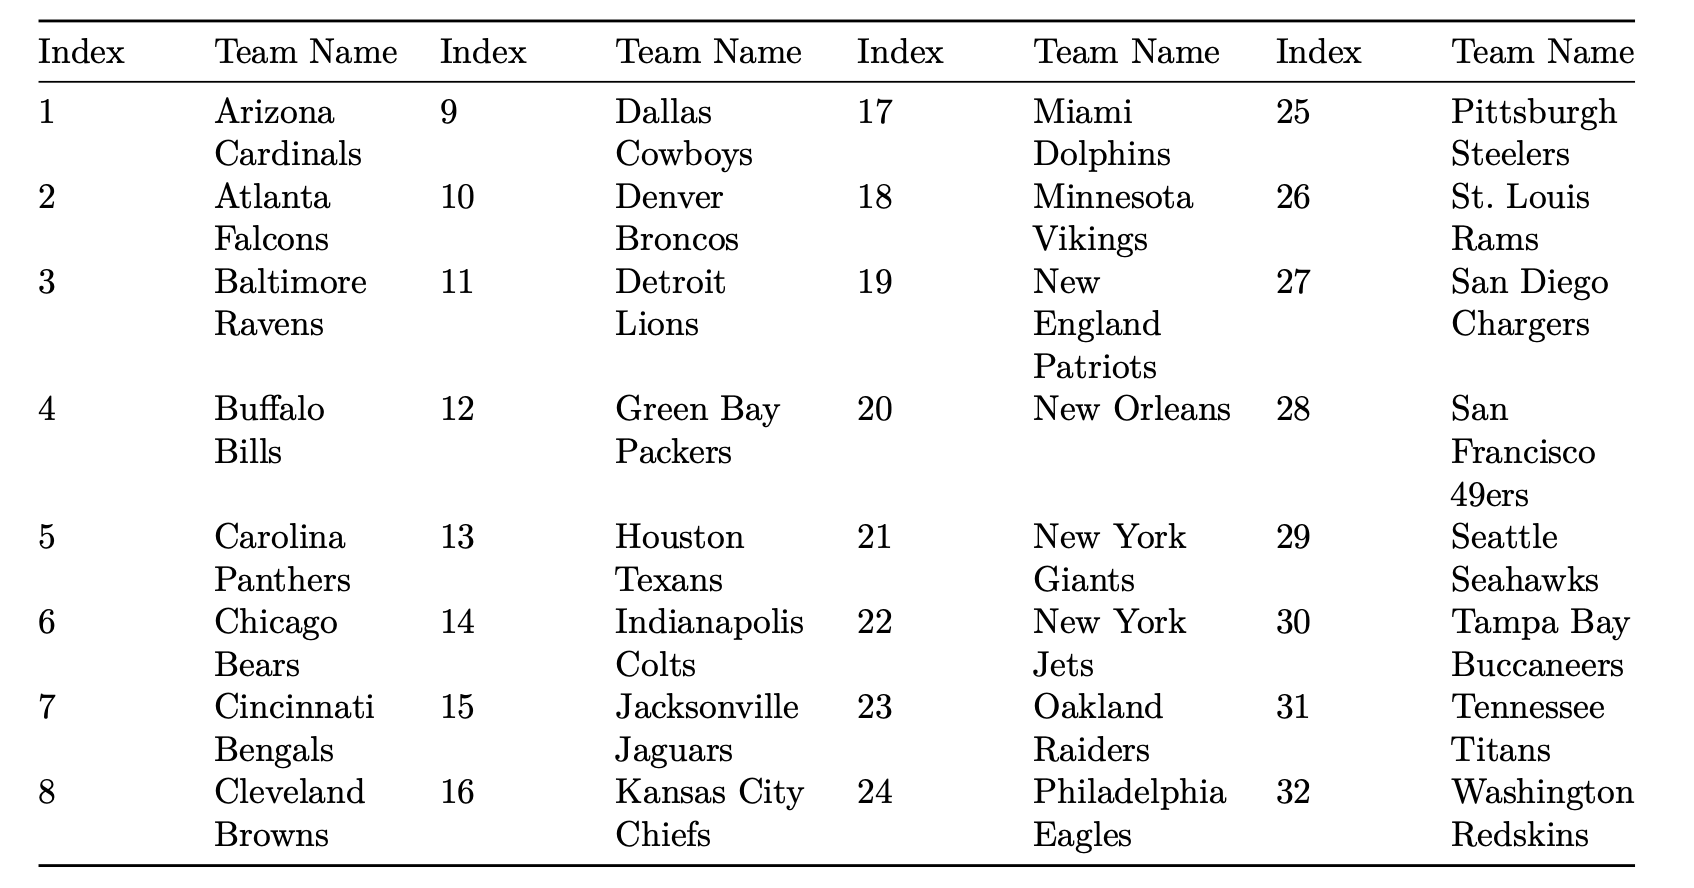 Index Team Name Index Team Name Index Team Name Index Team Name
1 Arizona 9 Dallas 17 Miami 25 Pittsburgh
Cardinals Cowboys Dolphins Steelers
2 Atlanta 10 Denver 18 Minnesota 26 St. Louis
Falcons Broncos Vikings Rams
3 Baltimore 11 Detroit 19 New 27 San Diego
Ravens Lions England Chargers
Patriots
4 Buffalo 12 Green Bay 20 New Orleans 28 San
Bills Packers Francisco
49ers
5 Carolina 13 Houston 21 New York 29 Seattle
Panthers Texans Giants Seahawks
6 Chicago 14 Indianapolis 22 New York 30 Tampa Bay
Bears Colts Jets Buccaneers
7 Cincinnati 15 Jacksonville 23 Oakland 31 Tennessee
Bengals Jaguars Raiders Titans
8 Cleveland 16 Kansas City 24 Philadelphia 32 Washington
Browns Chiefs Eagles Redskins